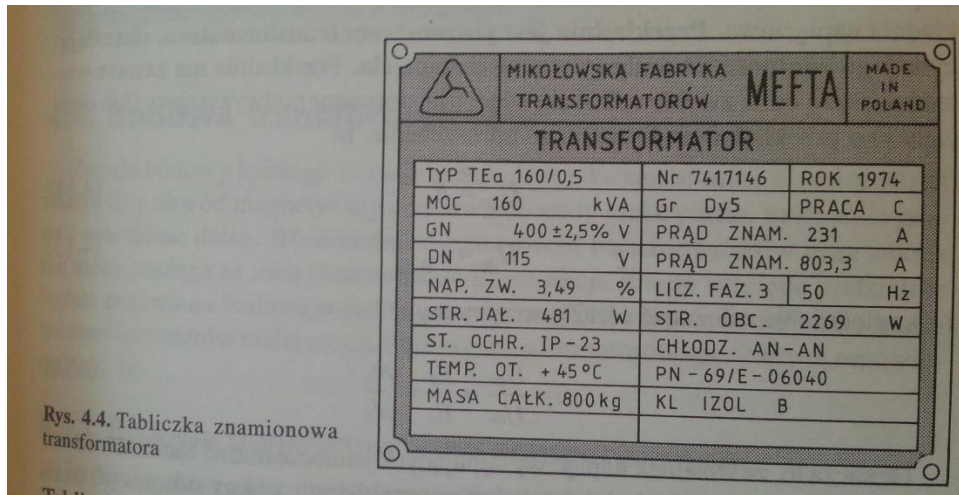 MIKOŁOWSKA FABRYKA
TRANSFORMATORÓW
MEFTA
MADE
IN
POLAND
TRANSFORMATOR
TYP TEa 160/0,5 Nr 7417146 ROK 1974
MOC 160 kVA Gr Dy5 PRACA C
GN 400±2,5% V PRĄD ZNAM. 231 A
DN 115 V PRĄD ZNAM. 803,3 A
NAP. ZW. 3,49 % LICZ. FAZ. 3 50 Hz
STR. JAŁ. 481 W STR. OBC. 2269 W
ST. OCHR. IP-23 CHŁODZ. AN-AN
TEMP. OT. +45°C PN-69/E-06040
MASA CAŁK. 800kg KL IZOL B
Rys. 4.4. Tabliczka znamionowa
transformatora